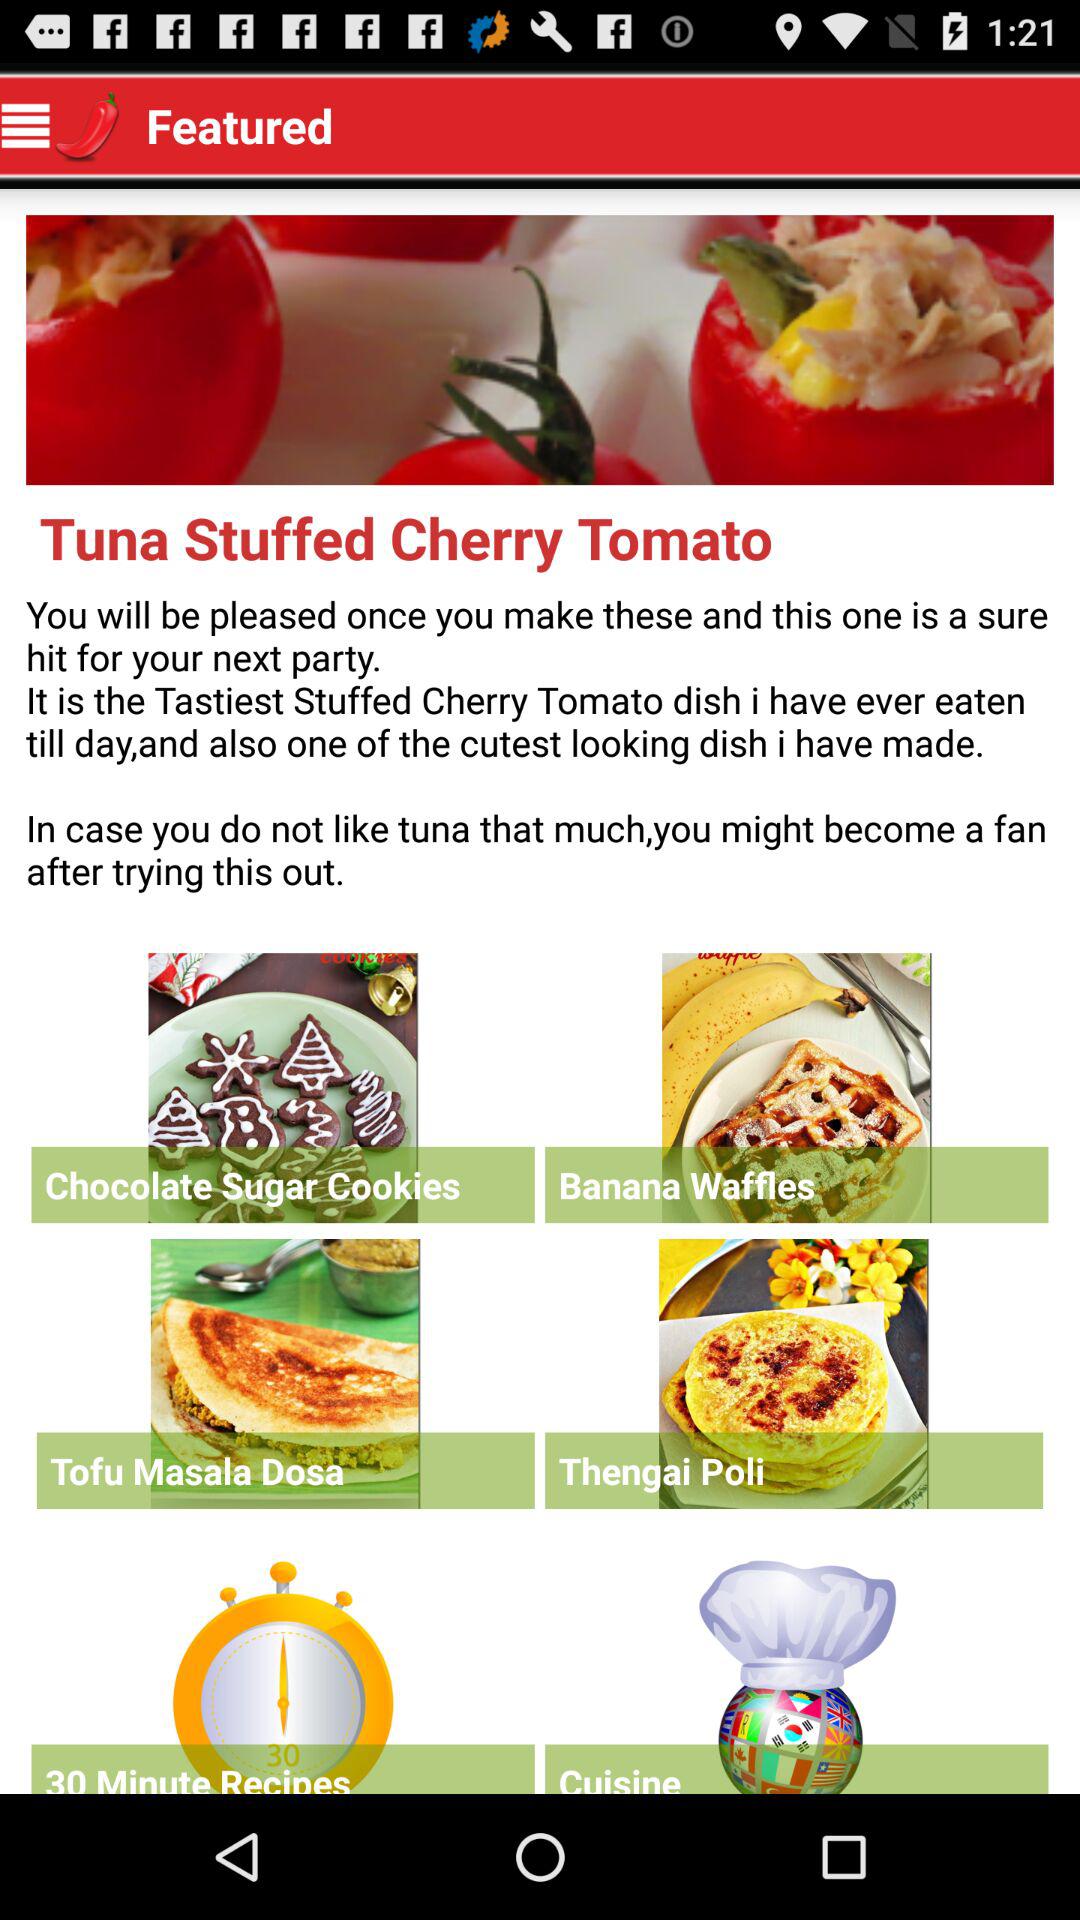 1:21
Featured
Tuna Stuffed Cherry Tomato
You will be pleased once you make these and this one is a sure
hit for your next party.
It is the Tastiest Stuffed Cherry Tomato dish i have ever eaten
till day,and also one of the cutest looking dish i have made.
In case you do not like tuna that much,you might become a fan
after trying this out.
cookies
waffle
Chocolate Sugar Cookies
Banana Waffles
Tofu Masala Dosa
Thengai Poli
30
30 Minute Recipes
Cuisine